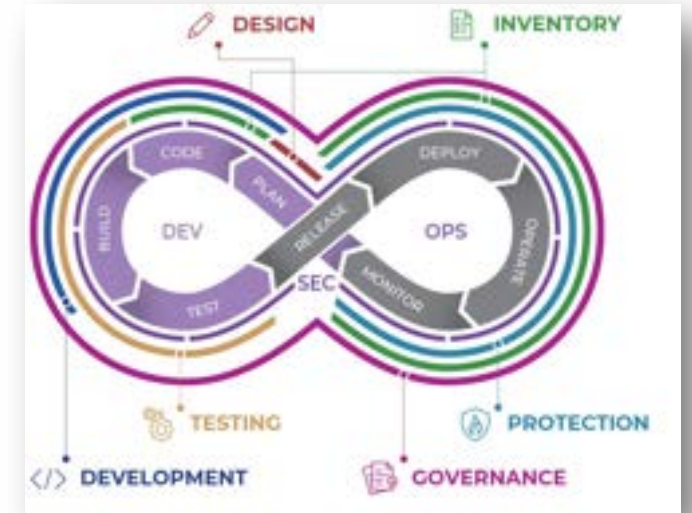 DESIGN
INVENTORY
CODE
PLAN
BUILD
DEV
TEST
RELEASE
SEC
DEPLOY
OPS
OPERATE
MONITOR
TESTING
PROTECTION
</> DEVELOPMENT
GOVERNANCE